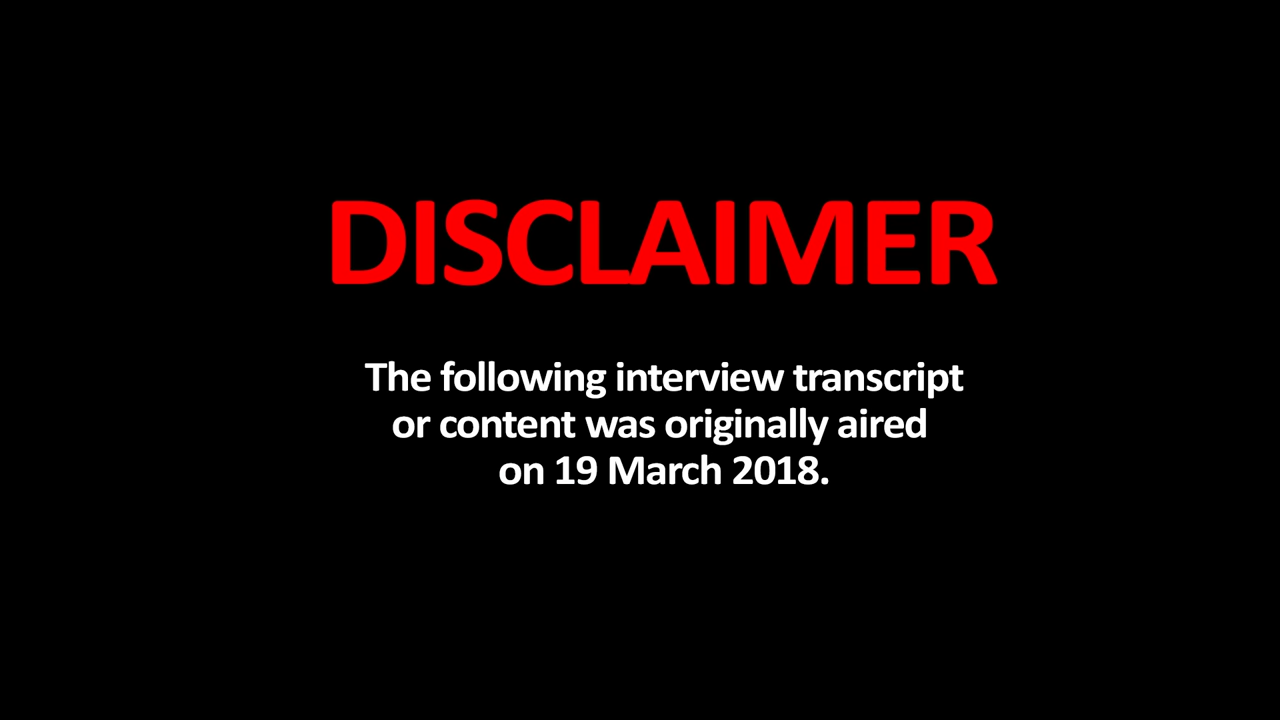 DISCLAIMER
The following interview transcript
or content was originally aired
on 19 March 2018.